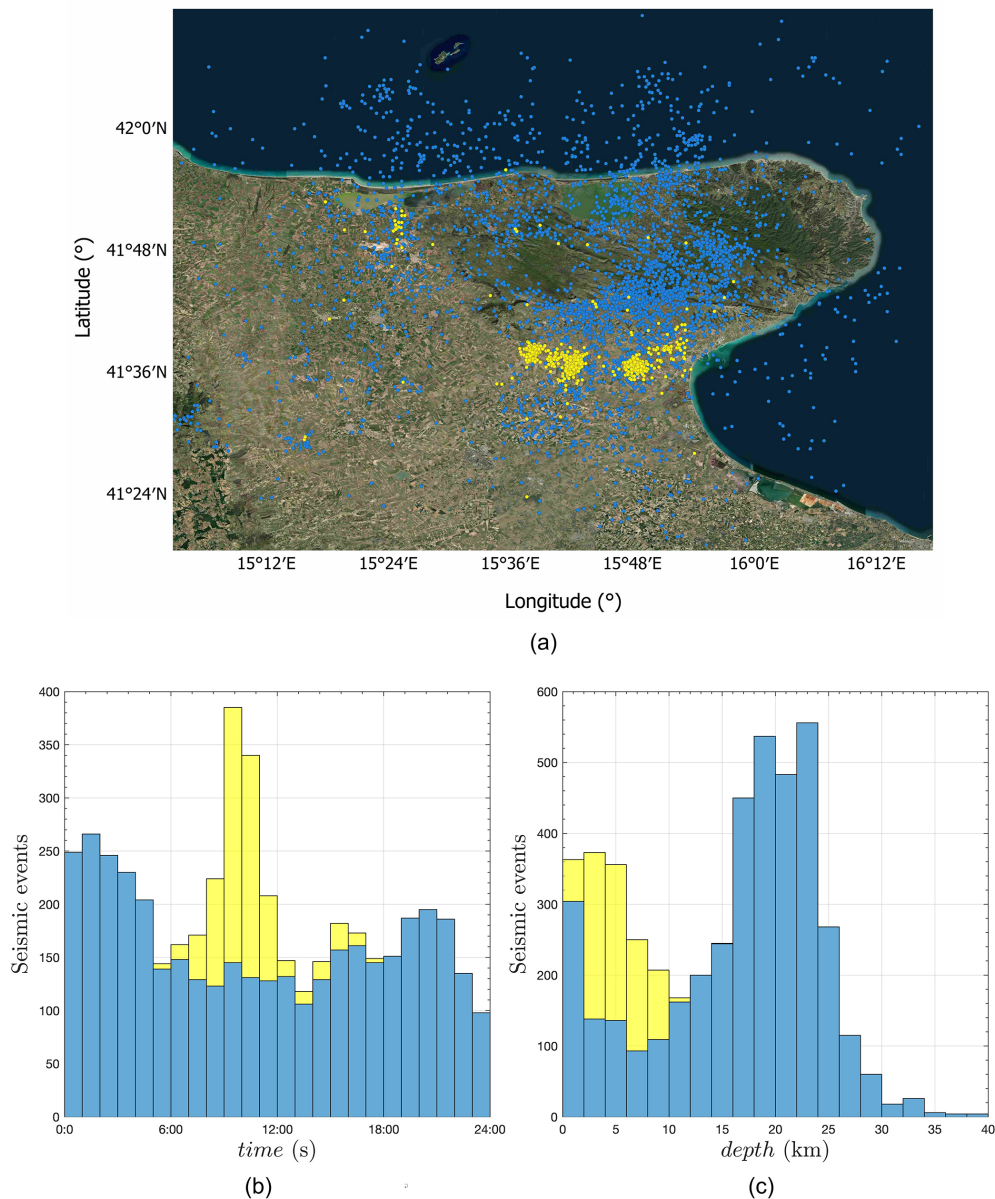 42°0′N
41°48′N
41°36′N
41°24′N
Latitude (°)
15°12′E 15°24′E 15°36′E 15°48′E 16°0′E 16°12′E
Longitude (°)
(a)
400
350
300
250
200
150
100
50
0
Seismic events
0:0 6:00 12:00 18:00 24:00
time (s)
(b)
600
500
400
300
200
100
0
Seismic events
0 5 10 15 20 25 30 35 40
depth (km)
(c)